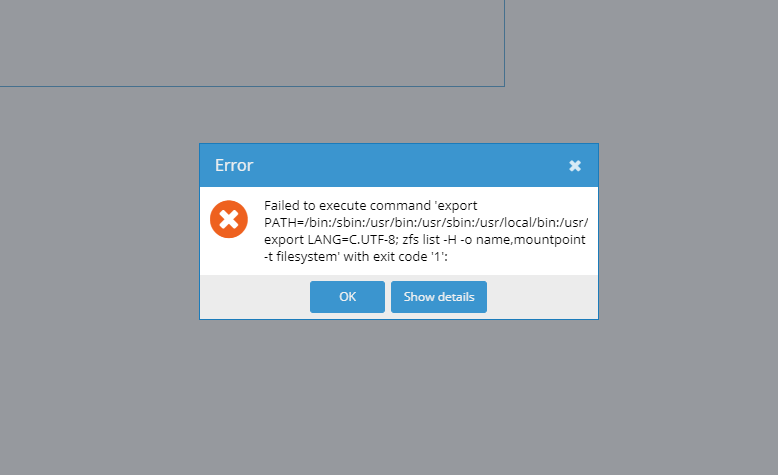 Error
Failed to execute command 'export
PATH=/bin:/sbin:/usr/bin:/usr/sbin:/usr/local/bin:/usr/
export LANG=C.UTF-8; zfs list -H -o name,mountpoint
-t filesystem' with exit code '1':
OK
Show details